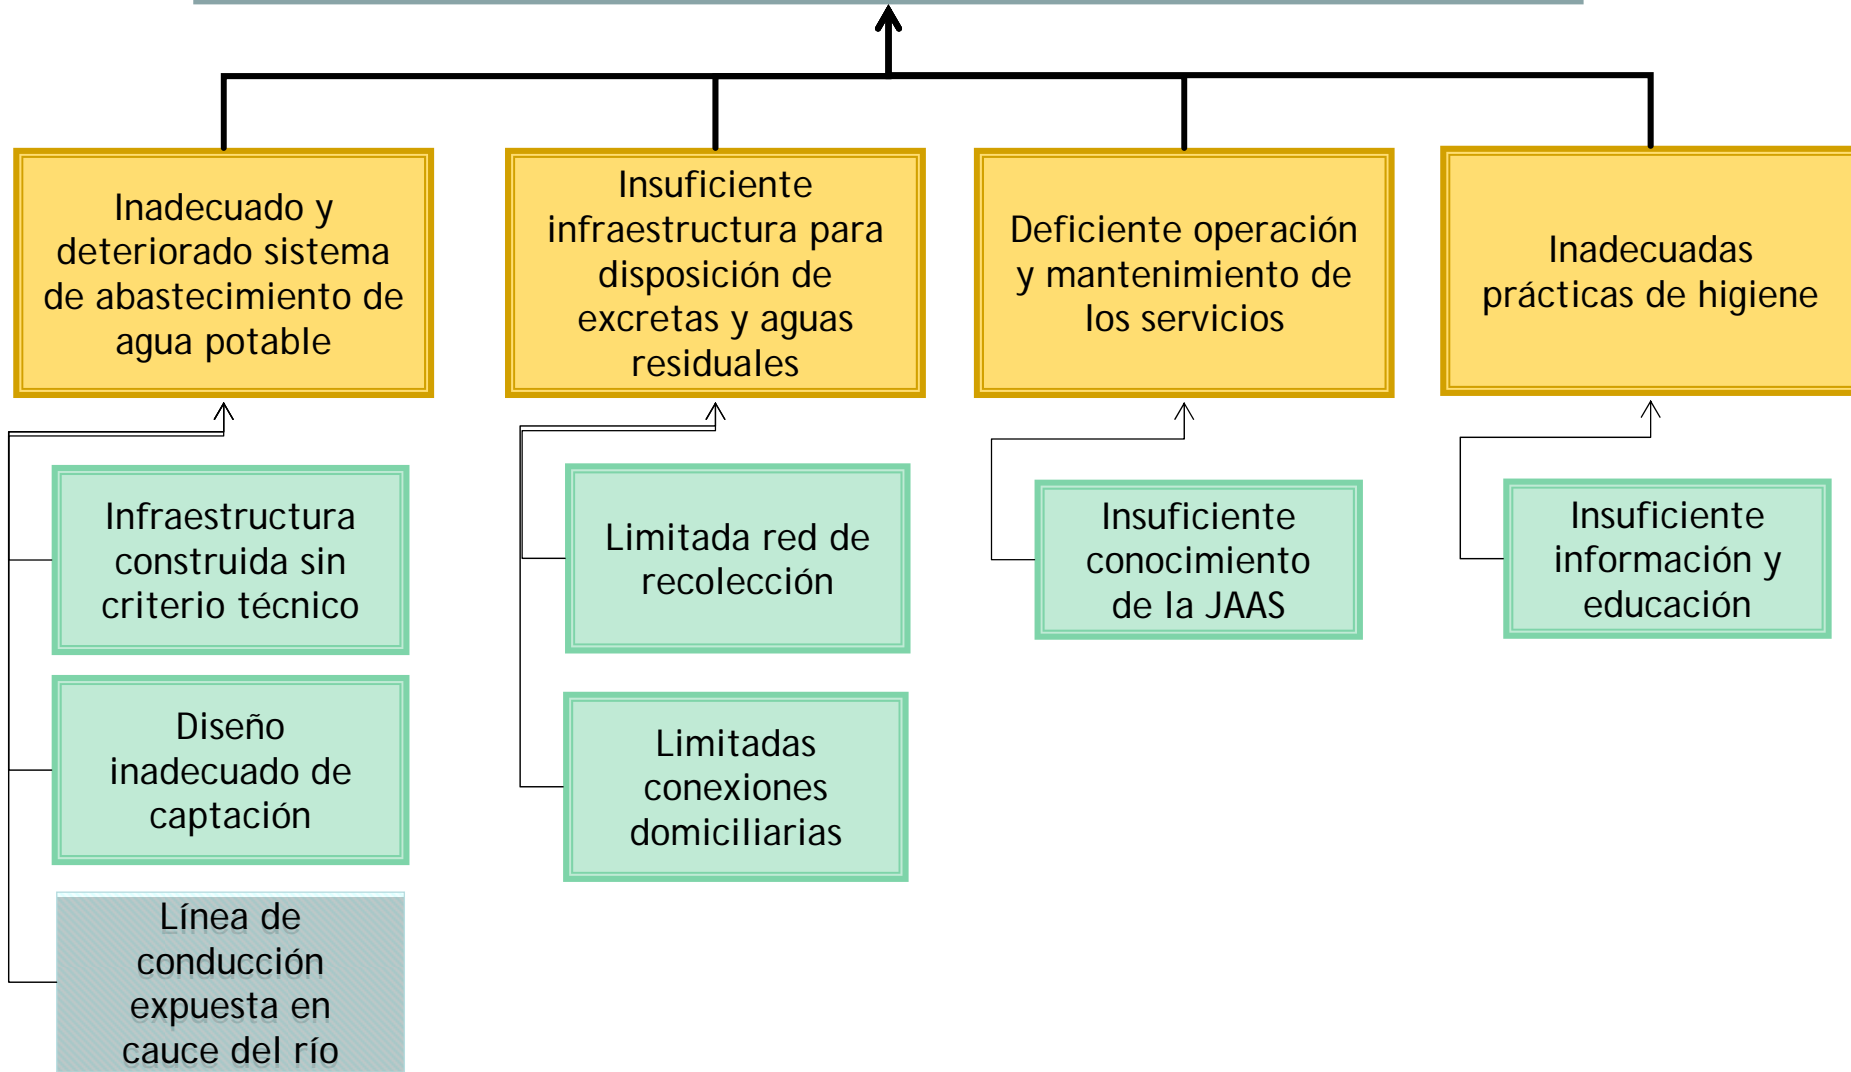 Inadecuado y
deteriorado sistema
de abastecimiento de
agua potable
Insuficiente
infraestructura para
disposición de
excretas y aguas
residuales
Deficiente operación
y mantenimiento de
los servicios
Inadecuadas
prácticas de higiene
Infraestructura
construida sin
criterio técnico
Diseño
inadecuado de
captación
Línea de
conducción
expuesta en
cauce del río
Limitada red de
recolección
Limitadas
conexiones
domiciliarias
Insuficiente
conocimiento
de la JAAS
Insuficiente
información y
educación